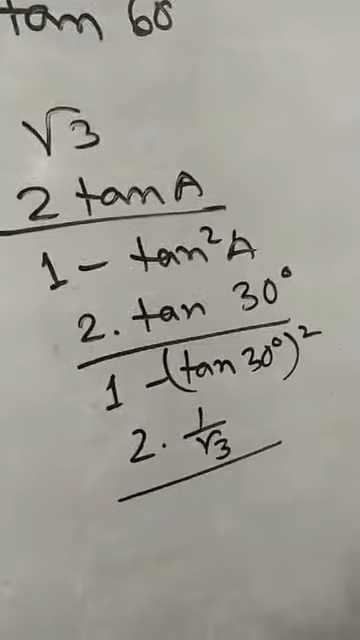 tan 60
√3
2 tan A
1 - tan²A
2. tan 30°
1 - (tan 30°)²
2. 1/√3